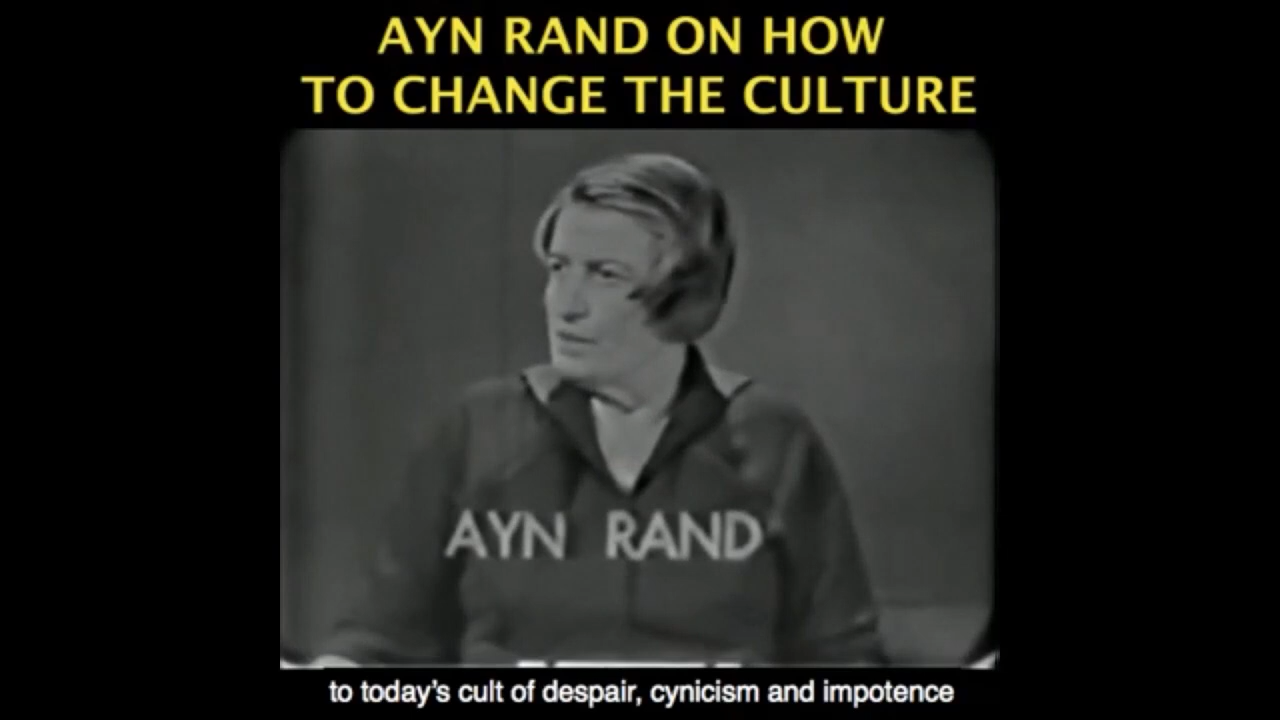 AYN RAND ON HOW
TO CHANGE THE CULTURE
AYN RAND
to today's cult of despair, cynicism and impotence